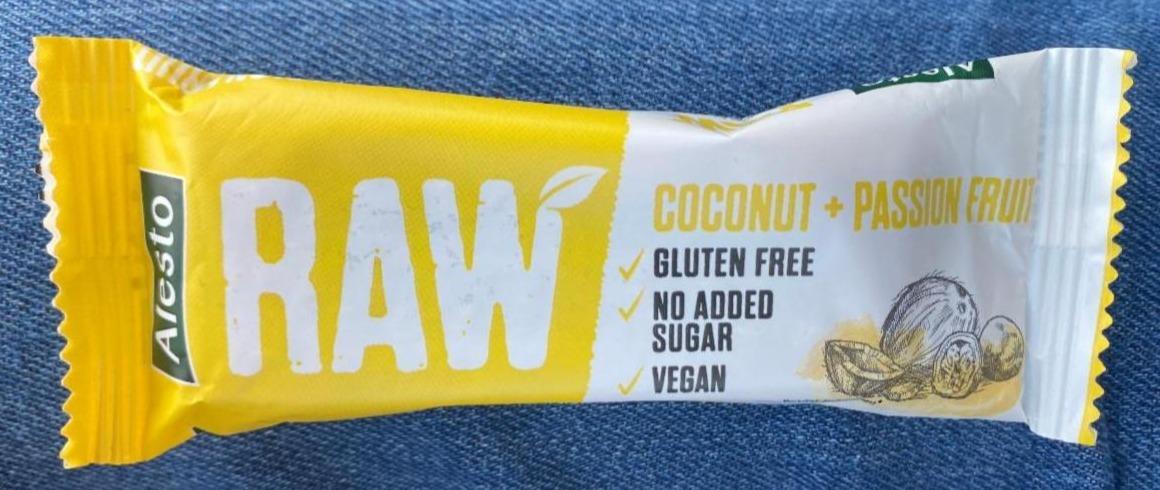 Alesto
RAW
COCONUT + PASSION FRUIT
GLUTEN FREE
NO ADDED
SUGAR
VEGAN